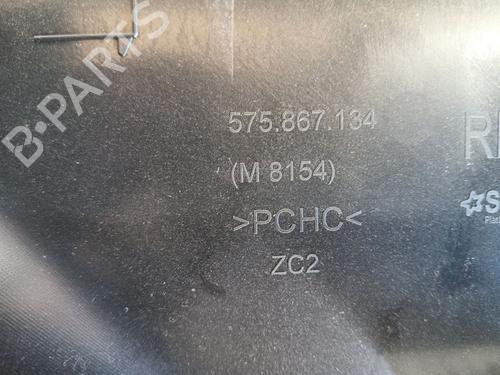 B-PARTS
575.867.134
(M 8154)
>PCHC<
ZC2